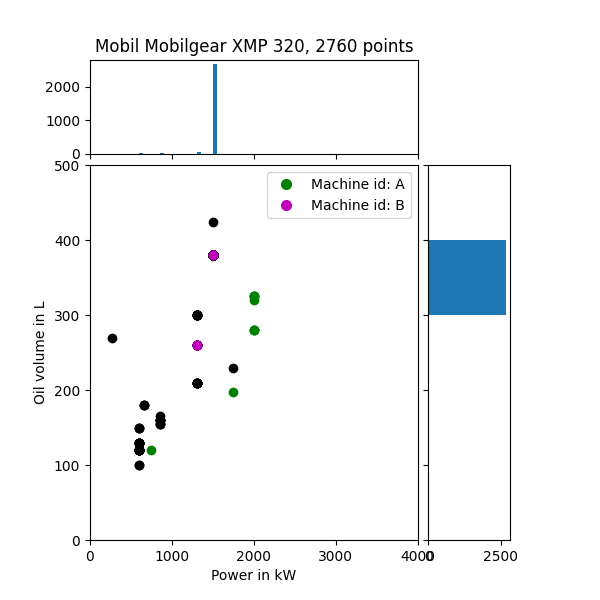 Mobil Mobilgear XMP 320, 2760 points
2000
1000
0
500
400
300
200
100
0
Oil volume in L
Machine id: A
Machine id: B
0 1000 2000 3000 4000
Power in kW
0 2500